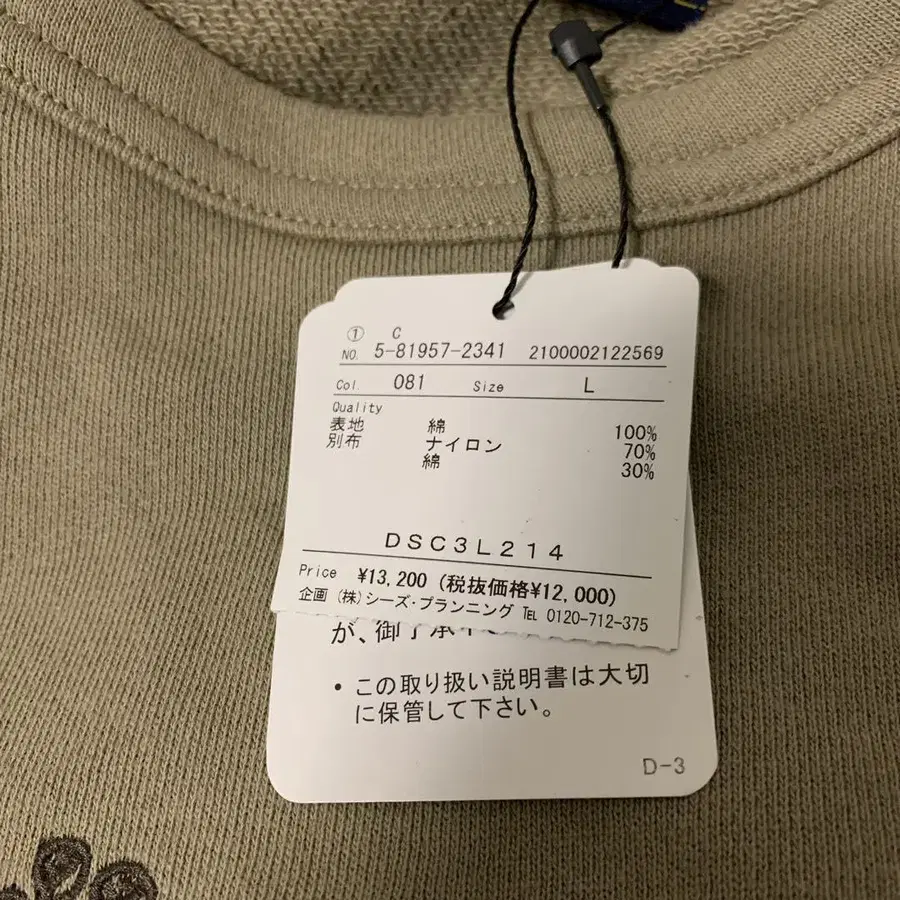 ① C
NO. 5-81957-2341 2100002122569
Col. 081 Size L
Quality
表地 綿 100%
別布 ナイロン 70%
綿 30%
DSC3L214
Price ¥13,200 (税抜価格¥12,000)
企画 (株)シーズ・プランニング TEL 0120-712-375
が、御了承下さい
・この取り扱い説明書は大切
に保管して下さい。
D-3